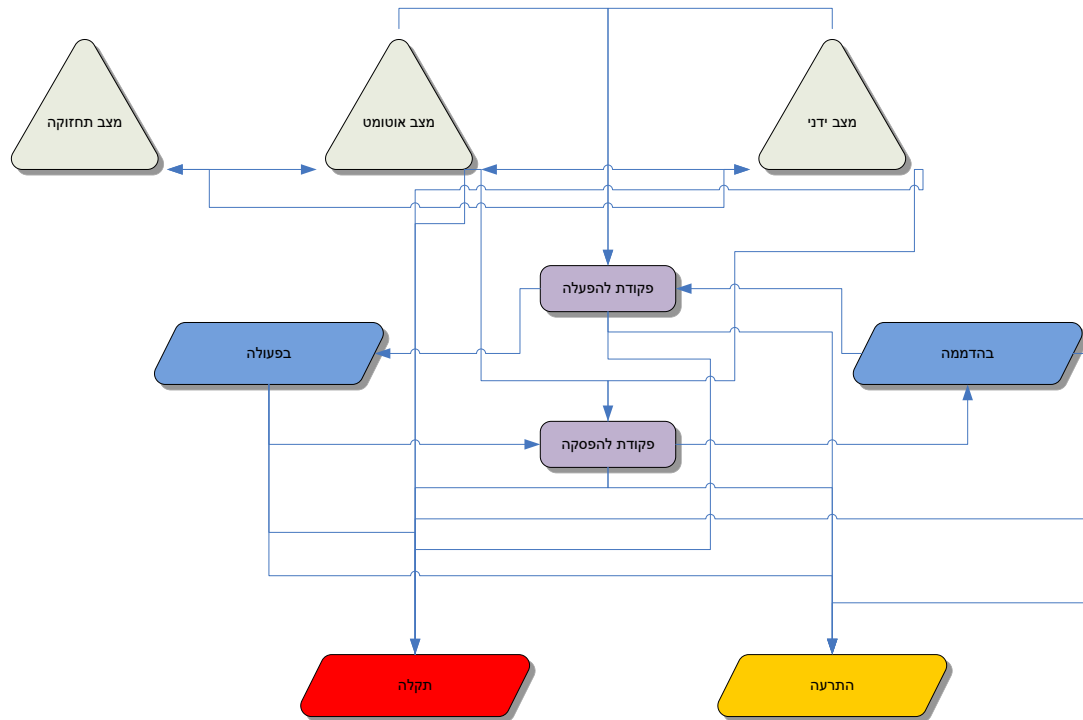 מצב ידני
מצב אוטומט
מצב תחזוקה
פקודת להפעלה
בהדממה
בפעולה
פקודת להפסקה
התרעה
תקלה